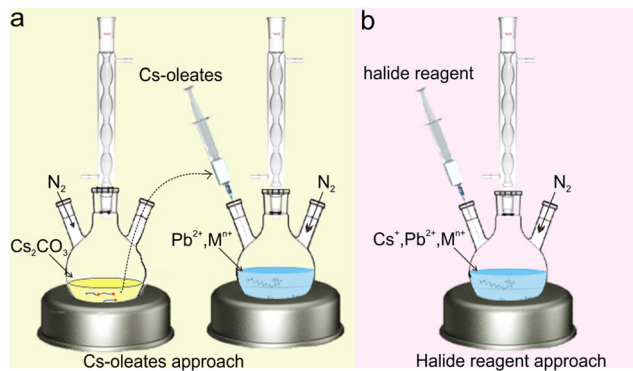 a
Cs-oleates
N₂
N₂
Cs₂CO₃
Pb²⁺,Mⁿ⁺
Cs-oleates approach
b
halide reagent
N₂
Cs⁺,Pb²⁺,Mⁿ⁺
Halide reagent approach